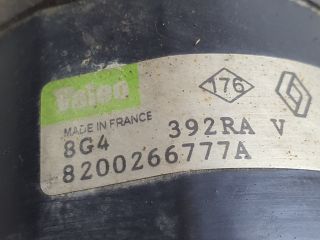 Valeo
176
MADE IN FRANCE
8G4 392RA V
8200266777A